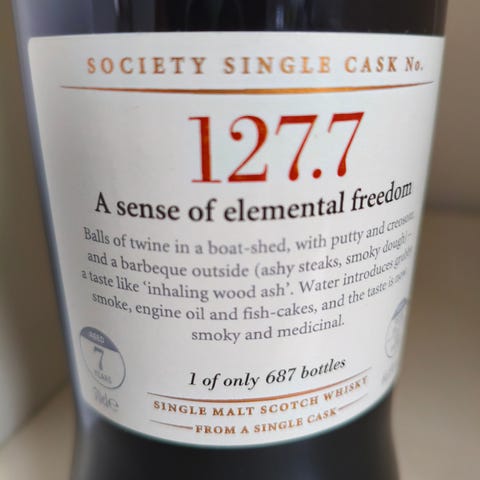 SOCIETY SINGLE CASK No.
127.7
A sense of elemental freedom
Balls of twine in a boat-shed, with putty and creosote,
and a barbeque outside (ashy steaks, smoky dough) –
a taste like ‘inhaling wood ash’. Water introduces
smoke, engine oil and fish-cakes, and the taste is now
smoky and medicinal.
AGED
7
YEARS
70cl e
1 of only 687 bottles
SINGLE MALT SCOTCH WHISKY
FROM A SINGLE CASK